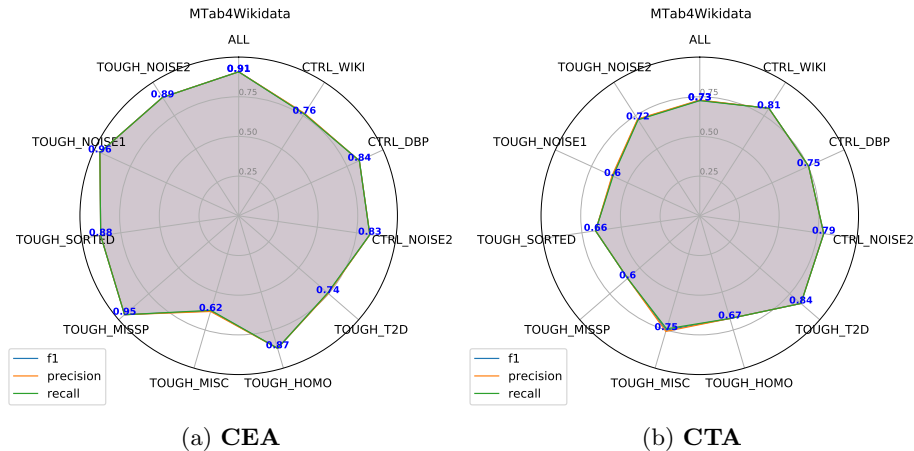 MTab4Wikidata
ALL
TOUGH_NOISE2
CTRL_WIKI
0.91
0.89
0.76
0.75
TOUGH_NOISE1
CTRL_DBP
0.96
0.84
0.50
0.25
TOUGH_SORTED
0.88
0.83
CTRL_NOISE2
0.74
0.95
0.62
TOUGH_MISSP
TOUGH_T2D
0.87
TOUGH_MISC
TOUGH_HOMO
f1
precision
recall
(a) CEA
MTab4Wikidata
ALL
TOUGH_NOISE2
CTRL_WIKI
0.75
0.73
0.81
0.72
TOUGH_NOISE1
CTRL_DBP
0.50
0.75
0.6
0.25
0.66
0.79
TOUGH_SORTED
CTRL_NOISE2
0.6
0.84
TOUGH_MISSP
TOUGH_T2D
0.75
0.67
TOUGH_MISC
TOUGH_HOMO
f1
precision
recall
(b) CTA